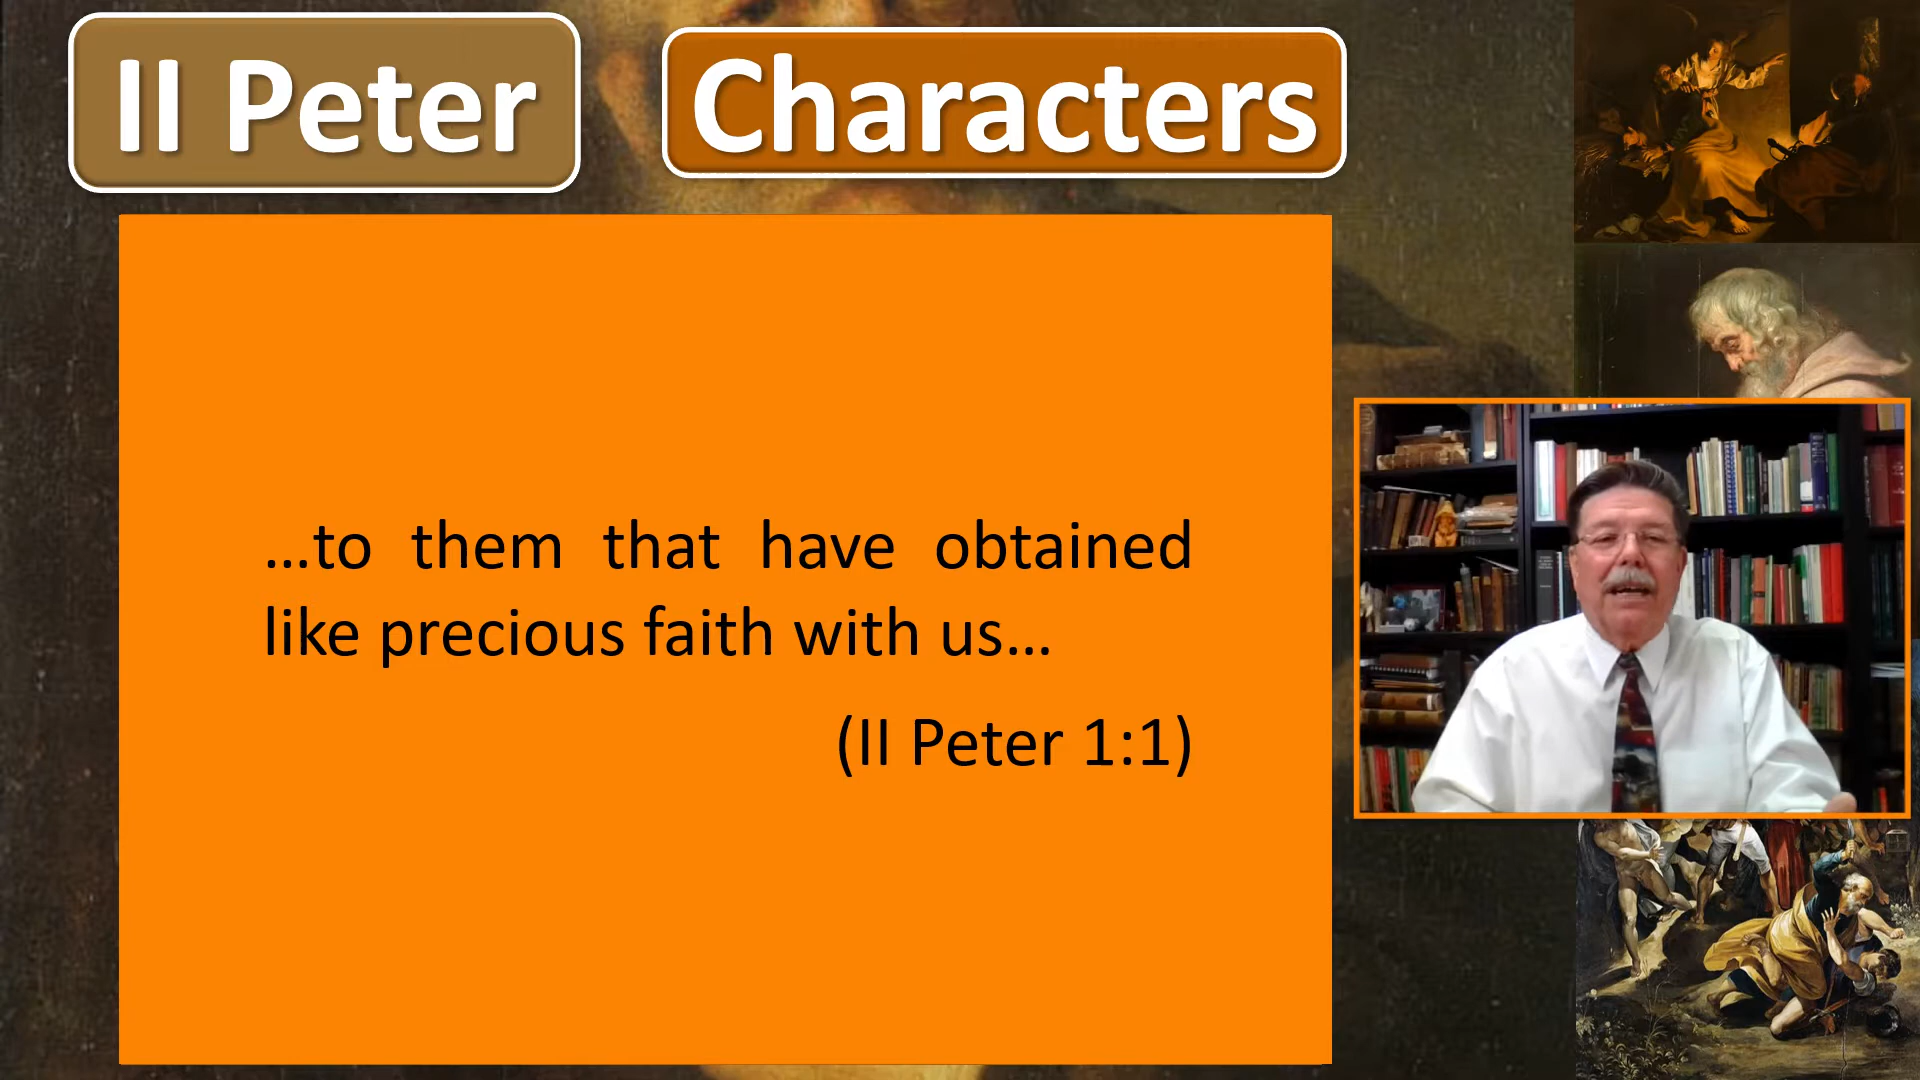 II Peter
Characters
...to them that have obtained
like precious faith with us...
(II Peter 1:1)